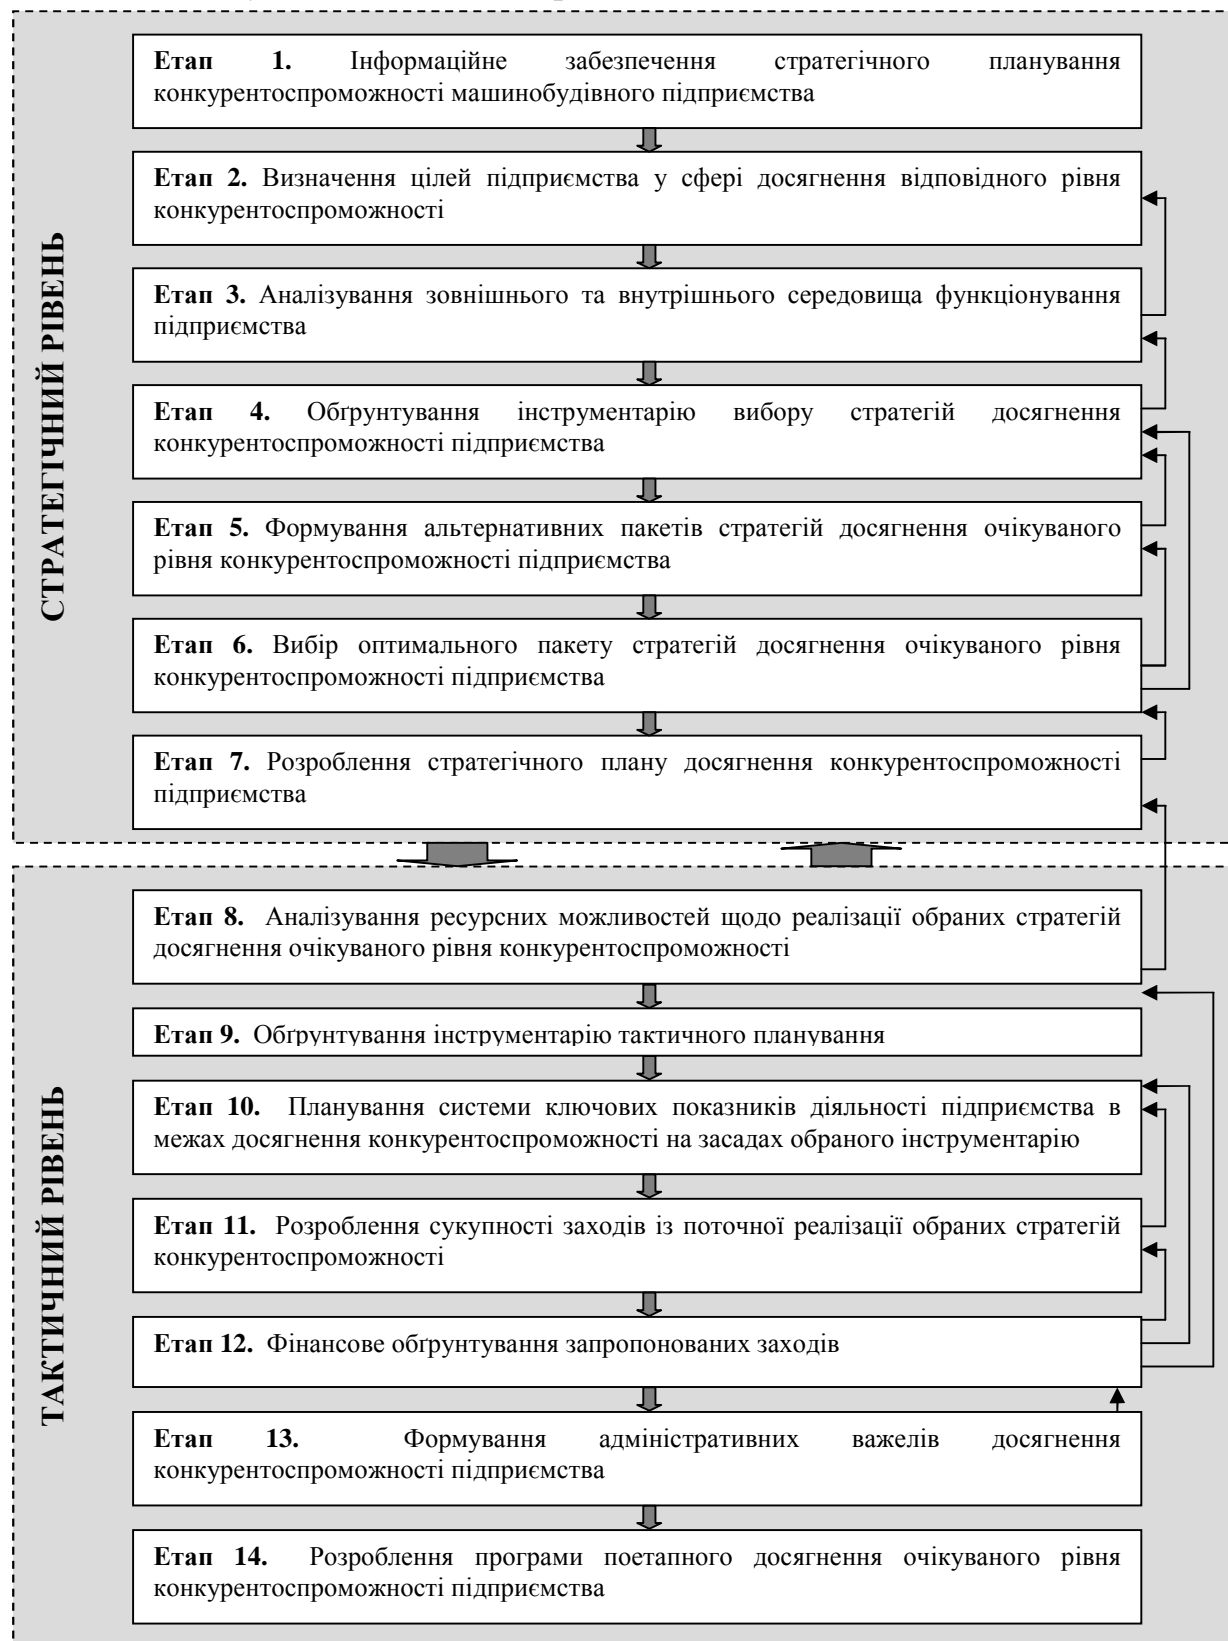 Етап 1. Інформаційне забезпечення стратегічного планування
конкурентоспроможності машинобудівного підприємства
Етап 2. Визначення цілей підприємства у сфері досягнення відповідного рівня
конкурентоспроможності
Етап 3. Аналізування зовнішнього та внутрішнього середовища функціонування
підприємства
Етап 4. Обґрунтування інструментарію вибору стратегій досягнення
конкурентоспроможності підприємства
Етап 5. Формування альтернативних пакетів стратегій досягнення очікуваного
рівня конкурентоспроможності підприємства
Етап 6. Вибір оптимального пакету стратегій досягнення очікуваного рівня
конкурентоспроможності підприємства
Етап 7. Розроблення стратегічного плану досягнення конкурентоспроможності
підприємства
СТРАТЕГІЧНИЙ РІВЕНЬ
Етап 8. Аналізування ресурсних можливостей щодо реалізації обраних стратегій
досягнення очікуваного рівня конкурентоспроможності
Етап 9. Обґрунтування інструментарію тактичного планування
Етап 10. Планування системи ключових показників діяльності підприємства в
межах досягнення конкурентоспроможності на засадах обраного інструментарію
Етап 11. Розроблення сукупності заходів із поточної реалізації обраних стратегій
конкурентоспроможності
Етап 12. Фінансове обґрунтування запропонованих заходів
Етап 13. Формування адміністративних важелів досягнення
конкурентоспроможності підприємства
Етап 14. Розроблення програми поетапного досягнення очікуваного рівня
конкурентоспроможності підприємства
ТАКТИЧНИЙ РІВЕНЬ